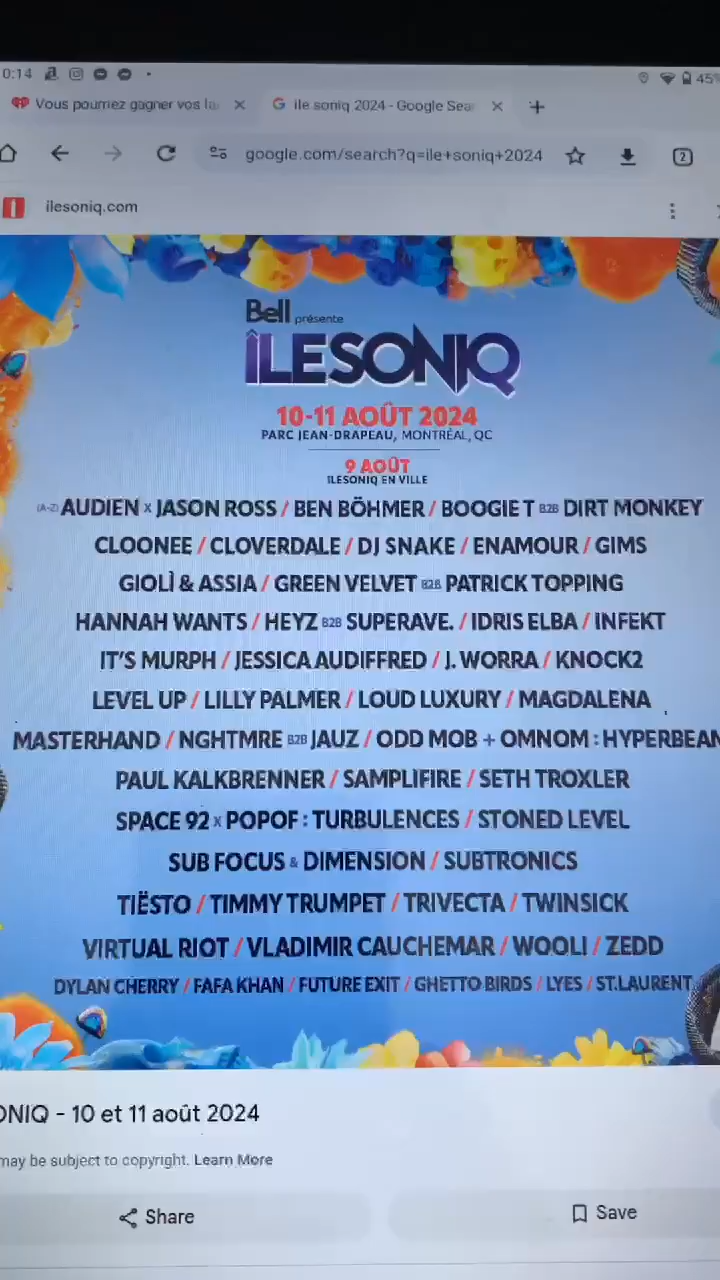 0:14
45%
Vous pourriez gagner vos la
ile soniq 2024 - Google Sea
google.com/search?q=ile+soniq+2024
2
ilesoniq.com
Bell présente
ÎLESONIQ
10-11 AOÛT 2024
PARC JEAN-DRAPEAU, MONTRÉAL, QC
9 AOÛT
ILESONIQ EN VILLE
(A-Z) AUDIEN X JASON ROSS / BEN BÖHMER / BOOGIE T B2B DIRT MONKEY
CLOONEE / CLOVERDALE / DJ SNAKE / ENAMOUR / GIMS
GIOLÌ & ASSIA / GREEN VELVET B2B PATRICK TOPPING
HANNAH WANTS / HEYZ B2B SUPERAVE. / IDRIS ELBA / INFEKT
IT'S MURPH / JESSICA AUDIFFRED / J. WORRA / KNOCK2
LEVEL UP / LILLY PALMER / LOUD LUXURY / MAGDALENA
MASTERHAND / NGHTMRE B2B JAUZ / ODD MOB + OMNOM : HYPERBEAM
PAUL KALKBRENNER / SAMPLIFIRE / SETH TROXLER
SPACE 92 X POPOF : TURBULENCES / STONED LEVEL
SUB FOCUS & DIMENSION / SUBTRONICS
TIËSTO / TIMMY TRUMPET / TRIVECTA / TWINSICK
VIRTUAL RIOT / VLADIMIR CAUCHEMAR / WOOLI / ZEDD
DYLAN CHERRY / FAFA KHAN / FUTURE EXIT / GHETTO BIRDS / LYES / ST.LAURENT
ONIQ - 10 et 11 août 2024
may be subject to copyright. Learn More
Share
Save